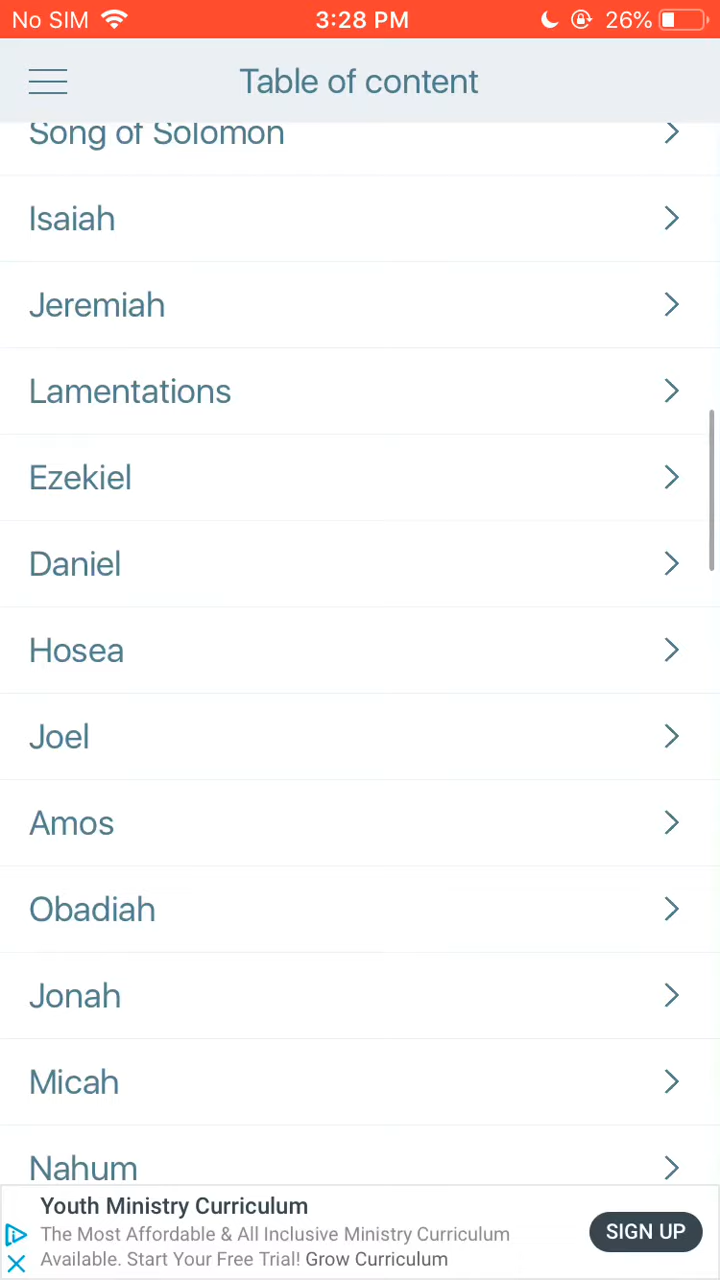 No SIM 3:28 PM 26%
Table of content
Song of Solomon
Isaiah
Jeremiah
Lamentations
Ezekiel
Daniel
Hosea
Joel
Amos
Obadiah
Jonah
Micah
Nahum
Youth Ministry Curriculum
The Most Affordable & All Inclusive Ministry Curriculum
Available. Start Your Free Trial! Grow Curriculum
SIGN UP